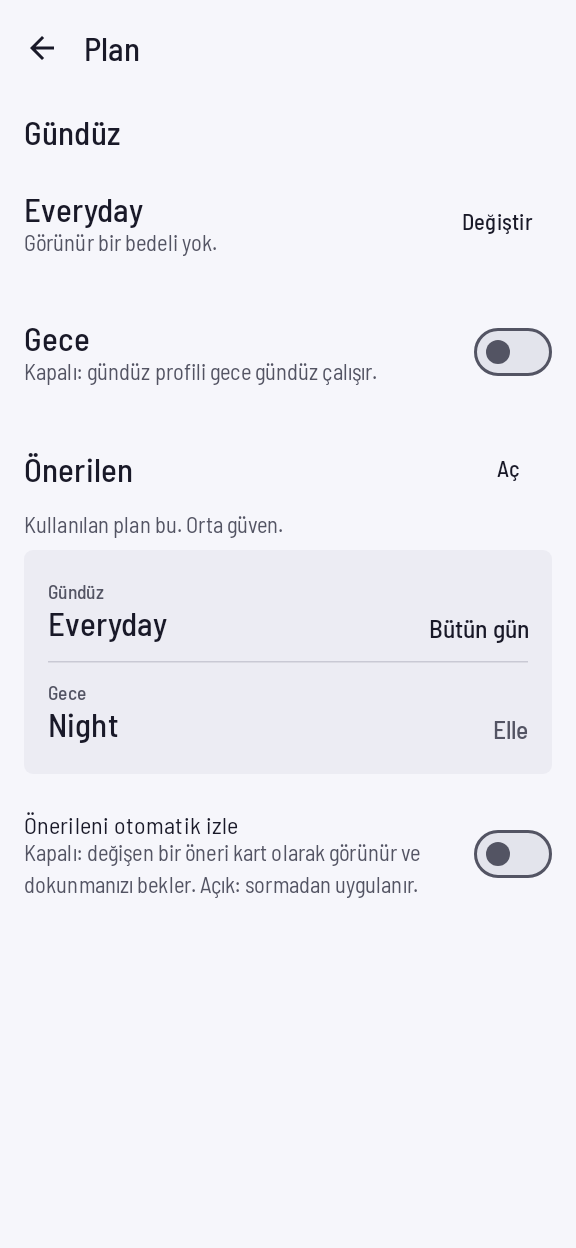 Plan
Gündüz
Everyday
Görünür bir bedeli yok.
Değiştir
Gece
Kapalı: gündüz profili gece gündüz çalışır.
Önerilen
Aç
Kullanılan plan bu. Orta güven.
Gündüz
Everyday
Bütün gün
Gece
Night
Elle
Önerileni otomatik izle
Kapalı: değişen bir öneri kart olarak görünür ve
dokunmanızı bekler. Açık: sormadan uygulanır.